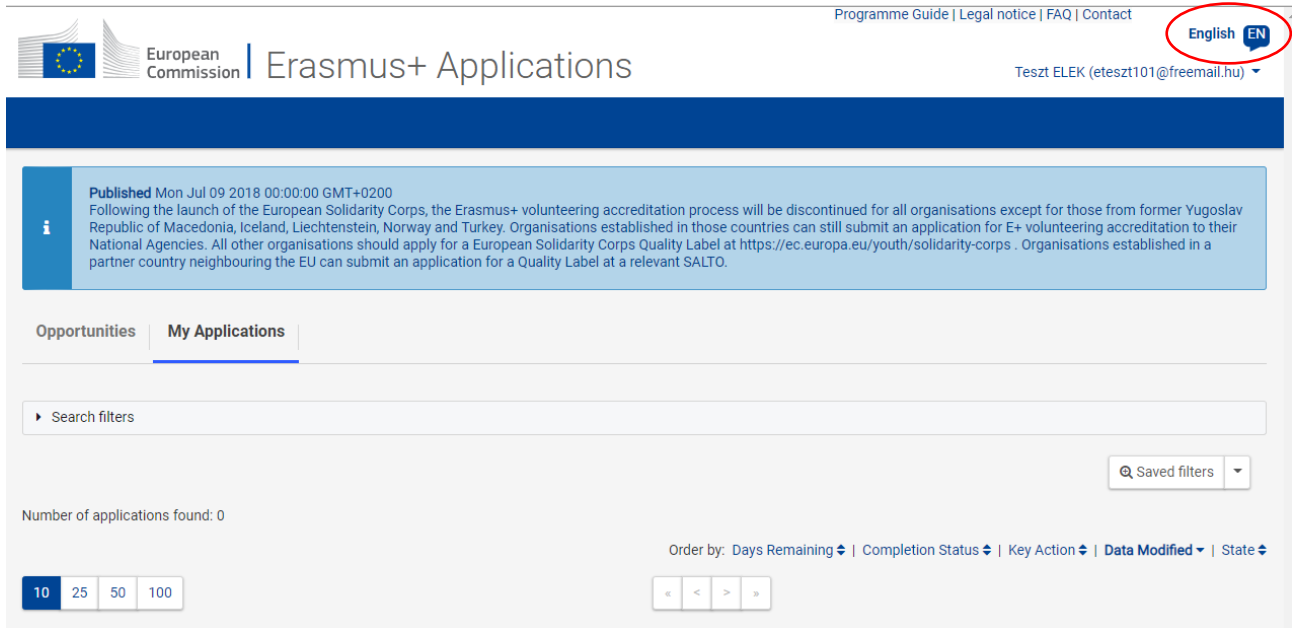 Programme Guide | Legal notice | FAQ | Contact
English EN
European
Commission
Erasmus+ Applications
Teszt ELEK (eteszt101@freemail.hu)
Published Mon Jul 09 2018 00:00:00 GMT+0200
Following the launch of the European Solidarity Corps, the Erasmus+ volunteering accreditation process will be discontinued for all organisations except for those from former Yugoslav
Republic of Macedonia, Iceland, Liechtenstein, Norway and Turkey. Organisations established in those countries can still submit an application for E+ volunteering accreditation to their
National Agencies. All other organisations should apply for a European Solidarity Corps Quality Label at https://ec.europa.eu/youth/solidarity-corps . Organisations established in a
partner country neighbouring the EU can submit an application for a Quality Label at a relevant SALTO.
Opportunities My Applications
Search filters
Saved filters
Number of applications found: 0
Order by: Days Remaining | Completion Status | Key Action | Data Modified | State
10 25 50 100 « < > »